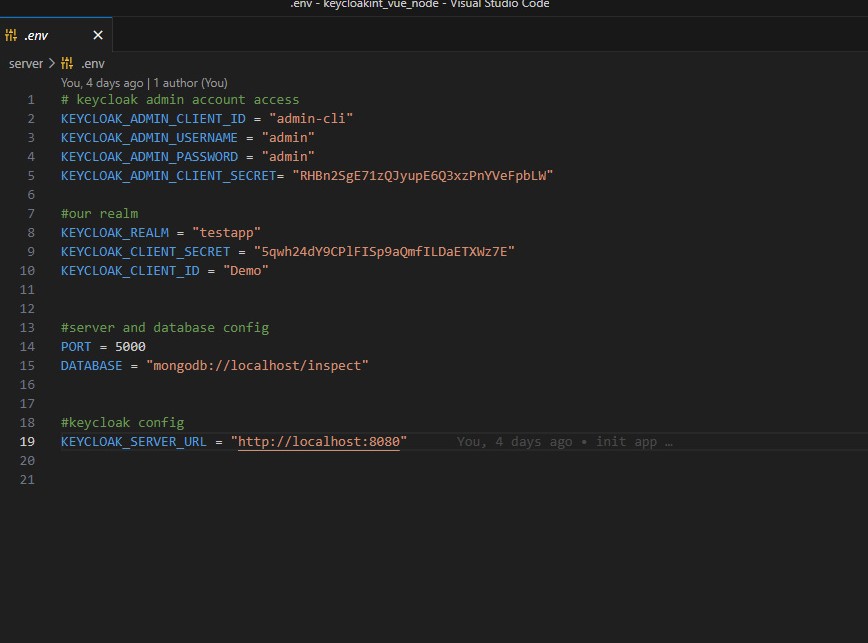 .env - keycloakint_vue_node - Visual Studio Code
.env
server > .env
You, 4 days ago | 1 author (You)
1 # keycloak admin account access
2 KEYCLOAK_ADMIN_CLIENT_ID = "admin-cli"
3 KEYCLOAK_ADMIN_USERNAME = "admin"
4 KEYCLOAK_ADMIN_PASSWORD = "admin"
5 KEYCLOAK_ADMIN_CLIENT_SECRET= "RHBn2SgE71zQJyupE6Q3xzPnYVeFpbLW"
6
7 #our realm
8 KEYCLOAK_REALM = "testapp"
9 KEYCLOAK_CLIENT_SECRET = "5qwh24dY9CPlFISp9aQmfILDaETXWz7E"
10 KEYCLOAK_CLIENT_ID = "Demo"
11
12
13 #server and database config
14 PORT = 5000
15 DATABASE = "mongodb://localhost/inspect"
16
17
18 #keycloak config
19 KEYCLOAK_SERVER_URL = "http://localhost:8080" You, 4 days ago • init app …
20
21